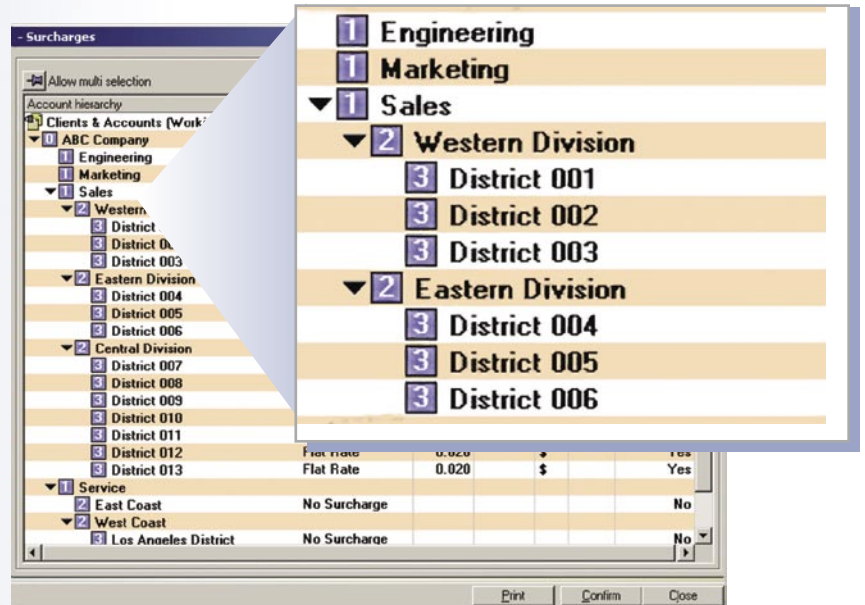 - Surcharges
Allow multi selection
Account hierarchy
Clients & Accounts
0 ABC Company
1 Engineering
1 Marketing
1 Sales
2 Western
3 District
3 District
3 District 003
2 Eastern Division
3 District 004
3 District 005
3 District 006
2 Central Division
3 District 007
3 District 008
3 District 009
3 District 010
3 District 011
3 District 012 Flat Rate 0.020 $ Yes
3 District 013 Flat Rate 0.020 $ Yes
1 Service
2 East Coast No Surcharge No
2 West Coast
3 Los Angeles District No Surcharge No
Print Confirm Close
1 Engineering
1 Marketing
1 Sales
2 Western Division
3 District 001
3 District 002
3 District 003
2 Eastern Division
3 District 004
3 District 005
3 District 006